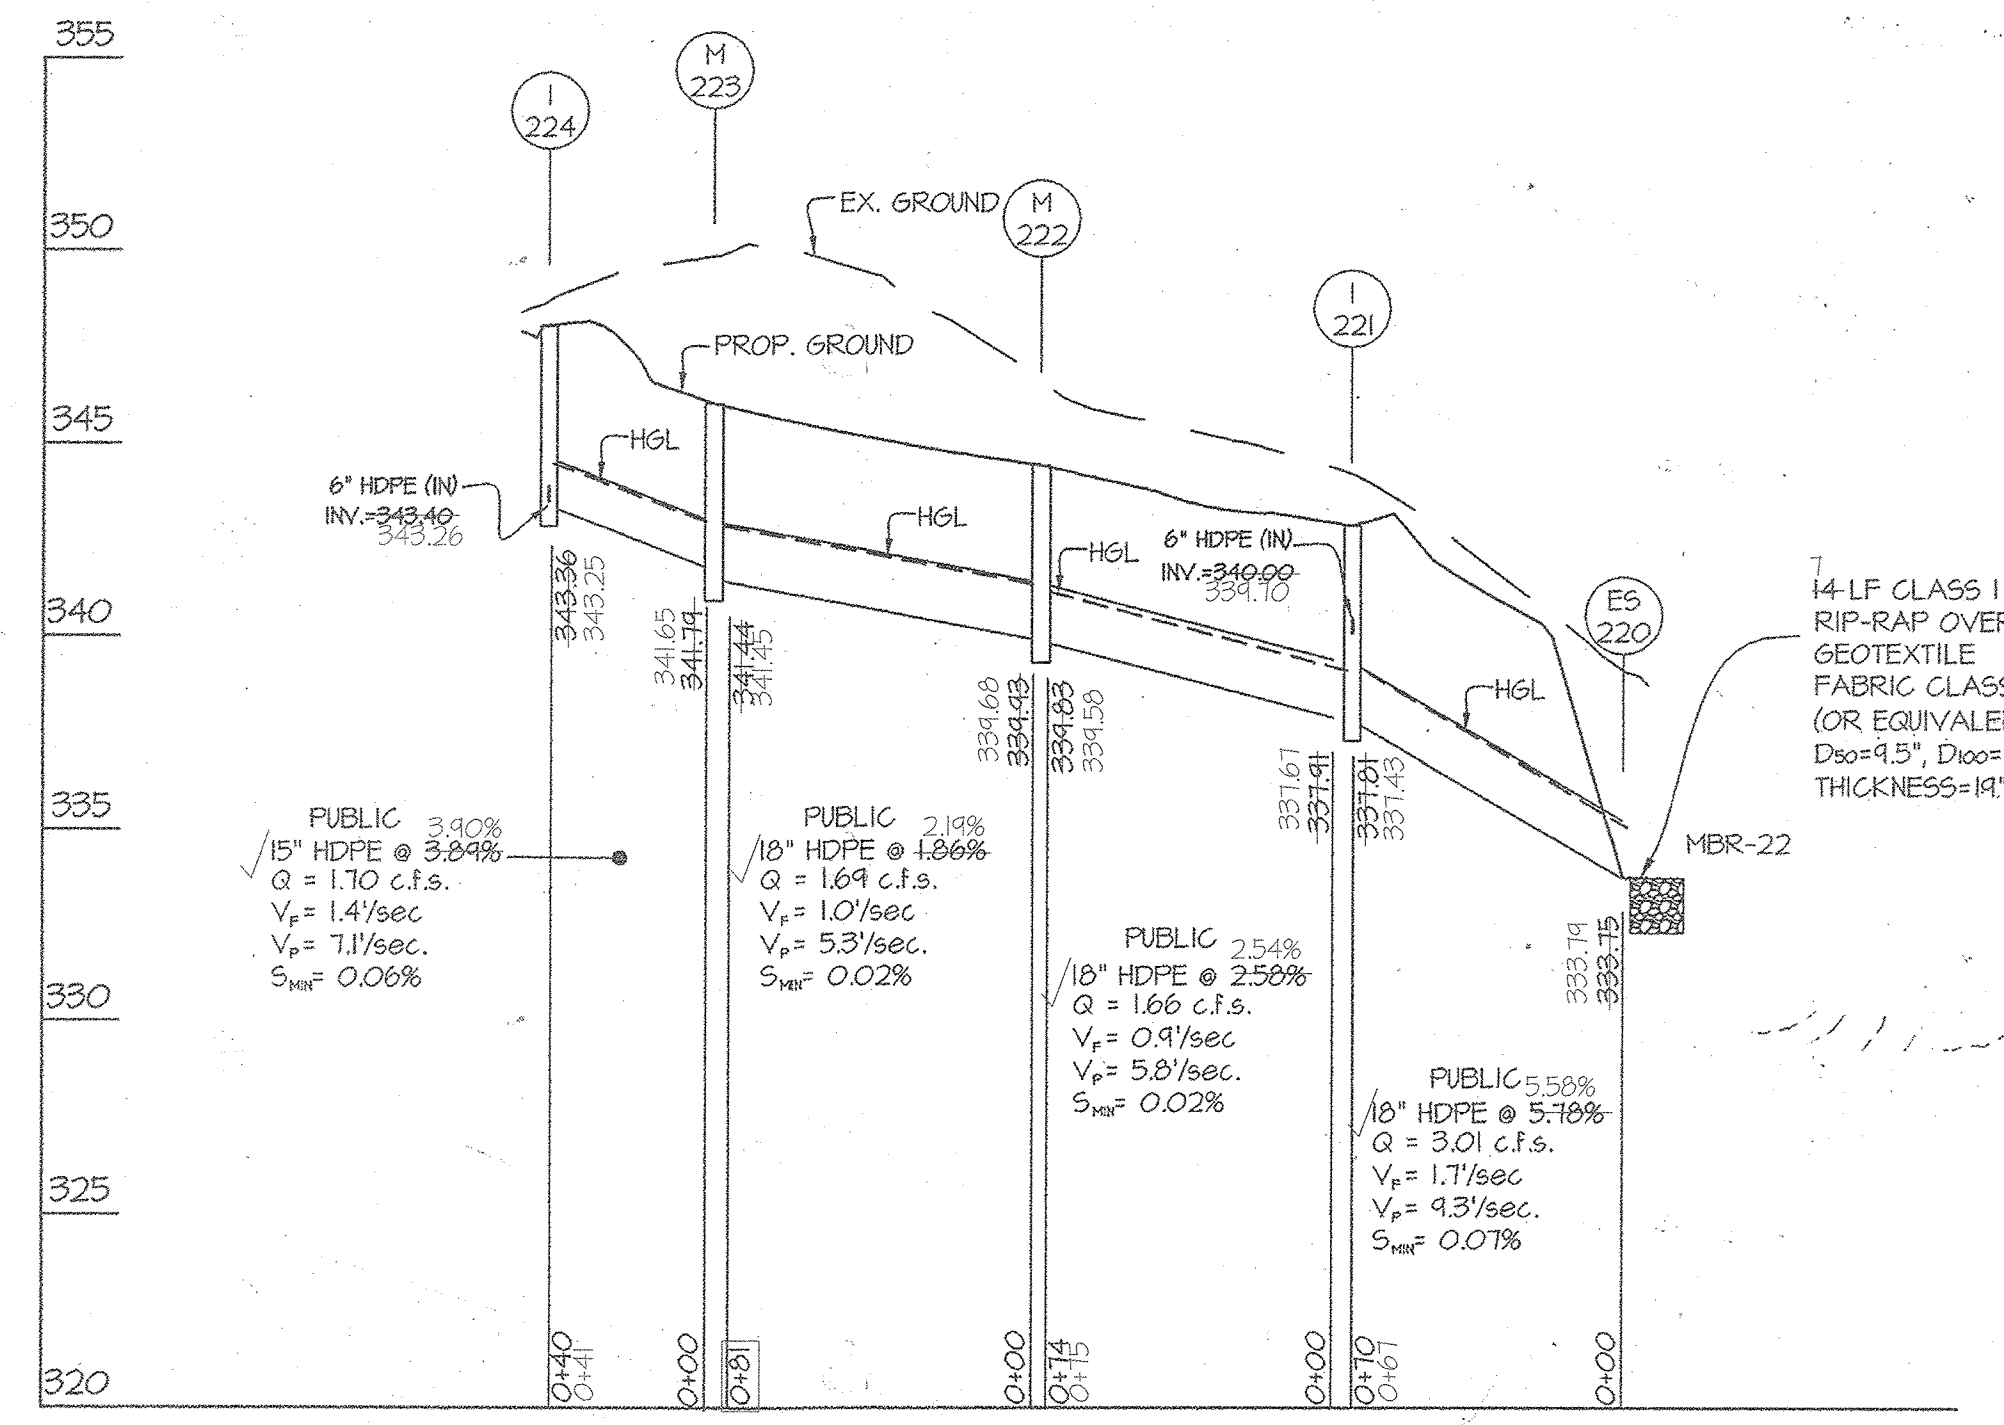 355
350
345
340
335
330
325
320
I
224
M
223
M
222
I
221
ES
220
EX. GROUND
PROP. GROUND
HGL
HGL
HGL
HGL
6" HDPE (IN)
INV.=343.40
343.26
6" HDPE (IN)
INV.=340.00
339.70
343.36
343.25
341.65
341.79
341.44
341.45
339.68
339.93
339.83
339.58
337.67
337.91
337.81
337.43
333.79
333.75
7
14 LF CLASS I
RIP-RAP OVER
GEOTEXTILE
FABRIC CLASS
(OR EQUIVALE
D50=9.5", D100=
THICKNESS=19"
MBR-22
PUBLIC 3.90%
15" HDPE @ 3.89%
Q = 1.70 c.f.s.
VF= 1.4'/sec
VP= 7.1'/sec.
SMIN= 0.06%
PUBLIC 2.19%
18" HDPE @ 1.86%
Q = 1.69 c.f.s.
VF= 1.0'/sec
VP= 5.3'/sec.
SMIN= 0.02%
PUBLIC 2.54%
18" HDPE @ 2.58%
Q = 1.66 c.f.s.
VF= 0.9'/sec
VP= 5.8'/sec.
SMIN= 0.02%
PUBLIC 5.58%
18" HDPE @ 5.78%
Q = 3.01 c.f.s.
VF= 1.7'/sec
VP= 9.3'/sec.
SMIN= 0.07%
0+40
0+41
0+00
0+81
0+00
0+74
0+75
0+00
0+70
0+67
0+00